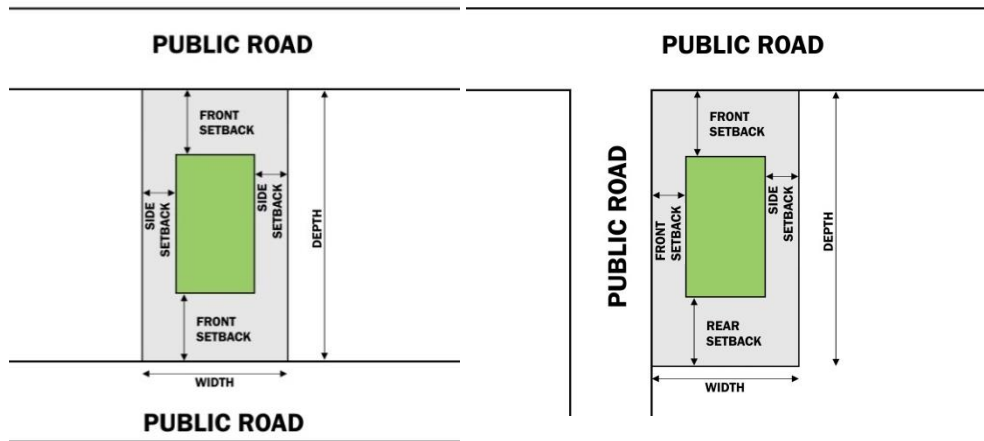 PUBLIC ROAD
FRONT
SETBACK
SIDE
SETBACK
SIDE
SETBACK
DEPTH
FRONT
SETBACK
WIDTH
PUBLIC ROAD
PUBLIC ROAD
PUBLIC ROAD
FRONT
SETBACK
FRONT
SETBACK
SIDE
SETBACK
DEPTH
REAR
SETBACK
WIDTH